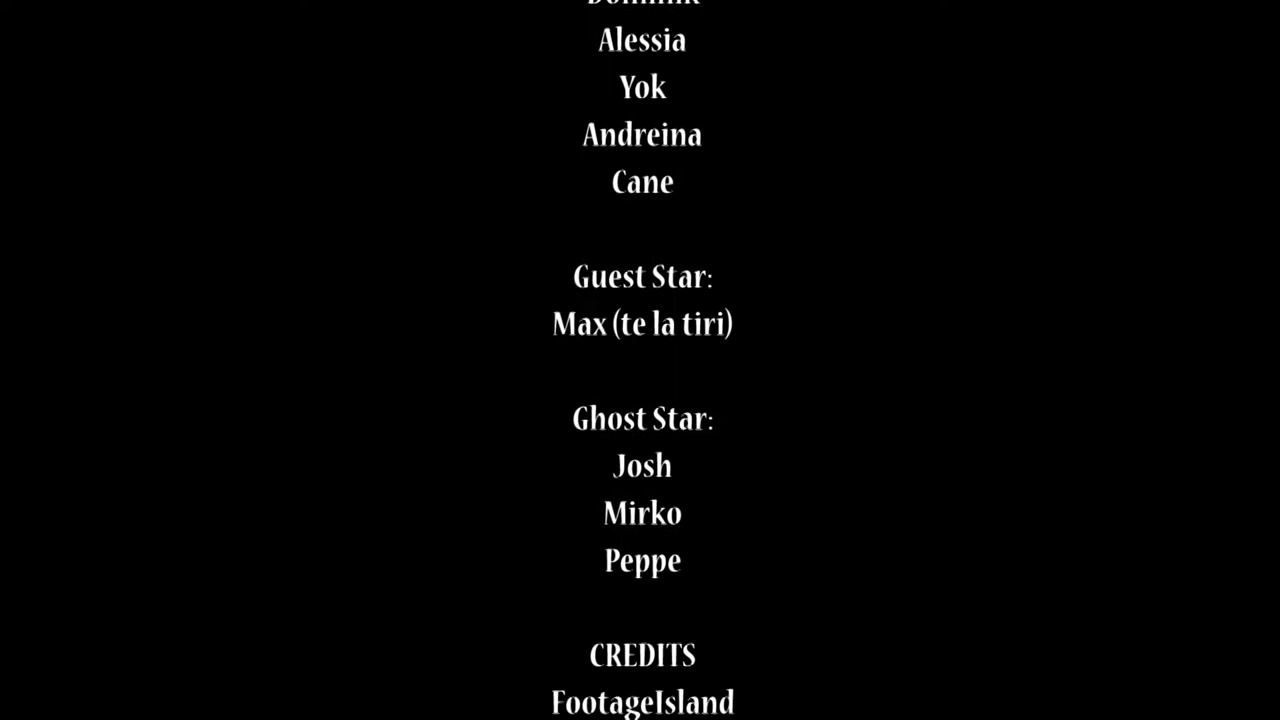 Alessia
Yok
Andreina
Cane
Guest Star:
Max (te la tiri)
Ghost Star:
Josh
Mirko
Peppe
CREDITS
FootageIsland